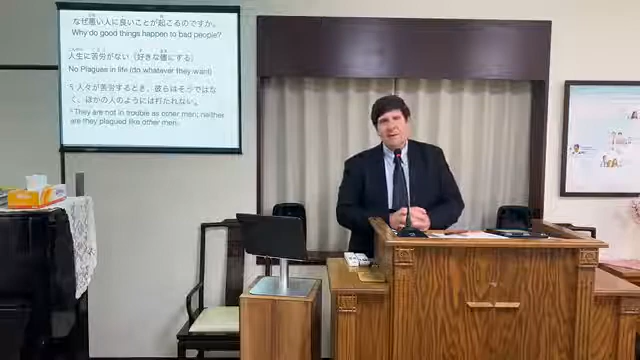 なぜ悪い人に良いことが起こるのですか。
Why do good things happen to bad people?
人生に苦労がない（好きな様にする）
No Plagues in life (do whatever they want)
5 人々が苦労するとき、彼らはそうではな
く、ほかの人のようには打たれない。
5 They are not in trouble as other men; neither
are they plagued like other men.